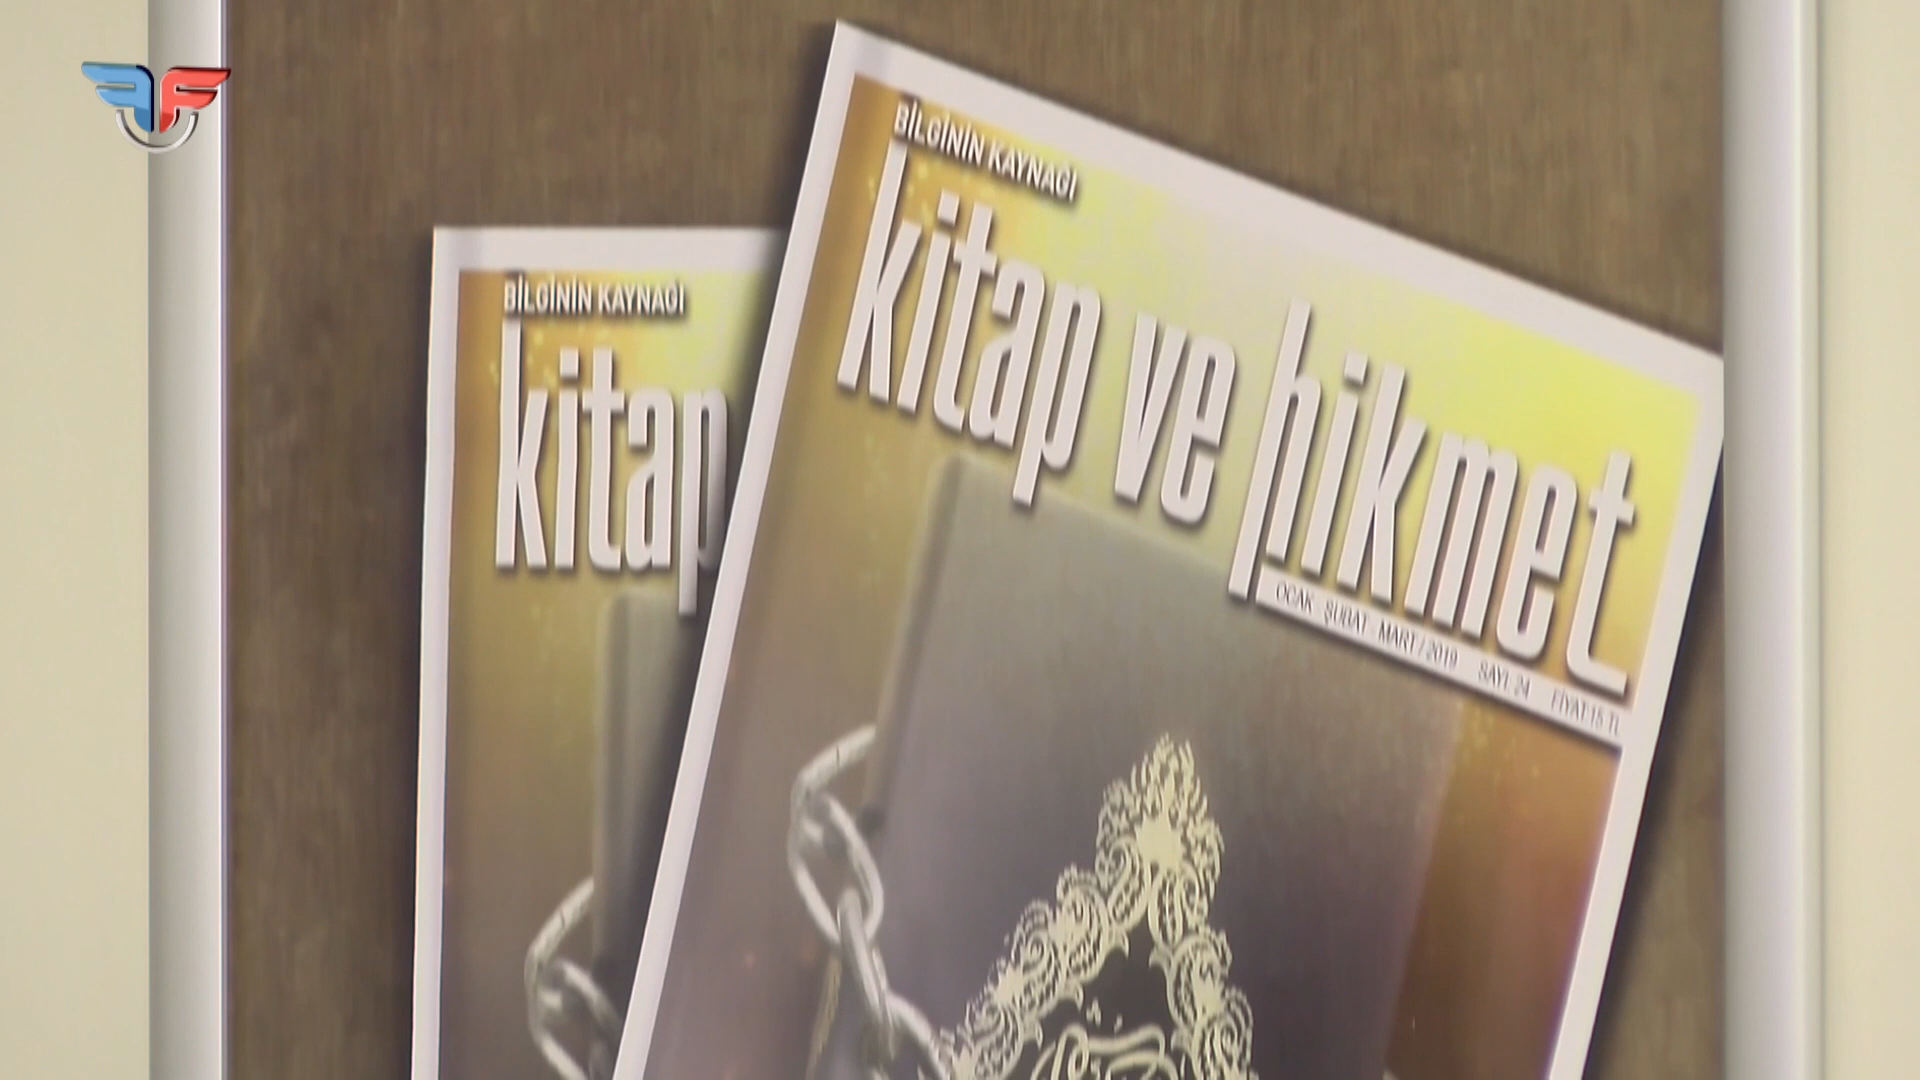 BİLGİNİN KAYNAĞI
kitap
BİLGİNİN KAYNAĞI
kitap ve hikmet
OCAK - ŞUBAT - MART / 2019 SAYI: 24 FİYAT:15 TL